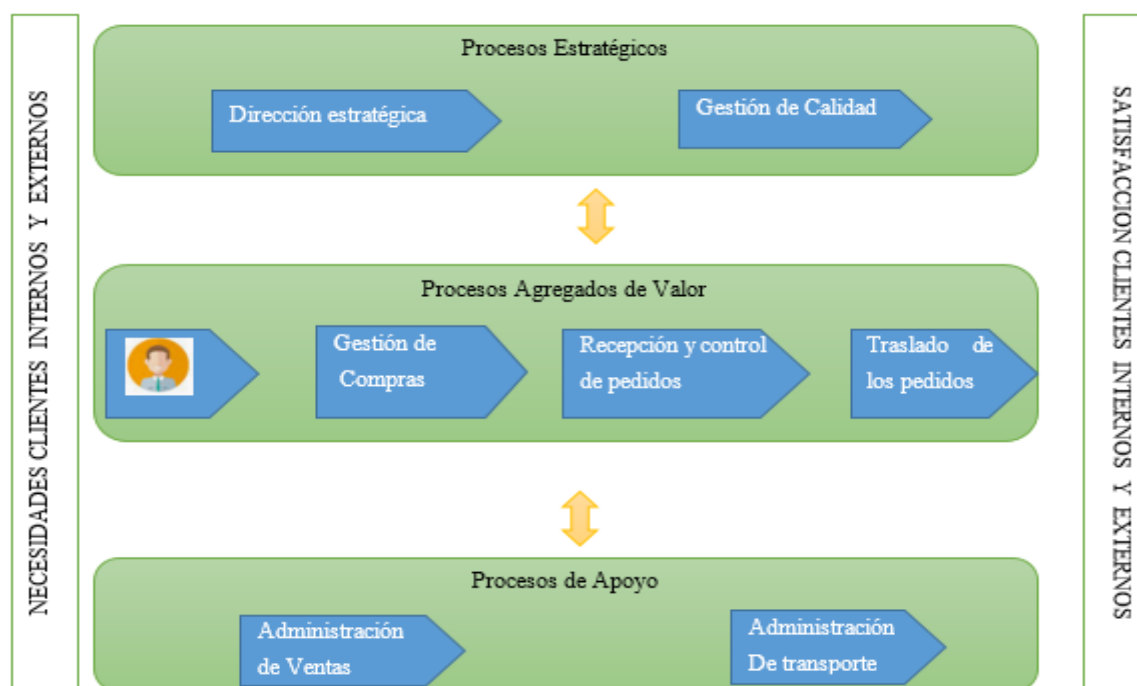 NECESIDADES CLIENTES INTERNOS Y EXTERNOS
Procesos Estratégicos
Dirección estratégica
Gestión de Calidad
Procesos Agregados de Valor
Gestión de
Compras
Recepción y control
de pedidos
Traslado de
los pedidos
Procesos de Apoyo
Administración
de Ventas
Administración
De transporte
SATISFACCION CLIENTES INTERNOS Y EXTERNOS